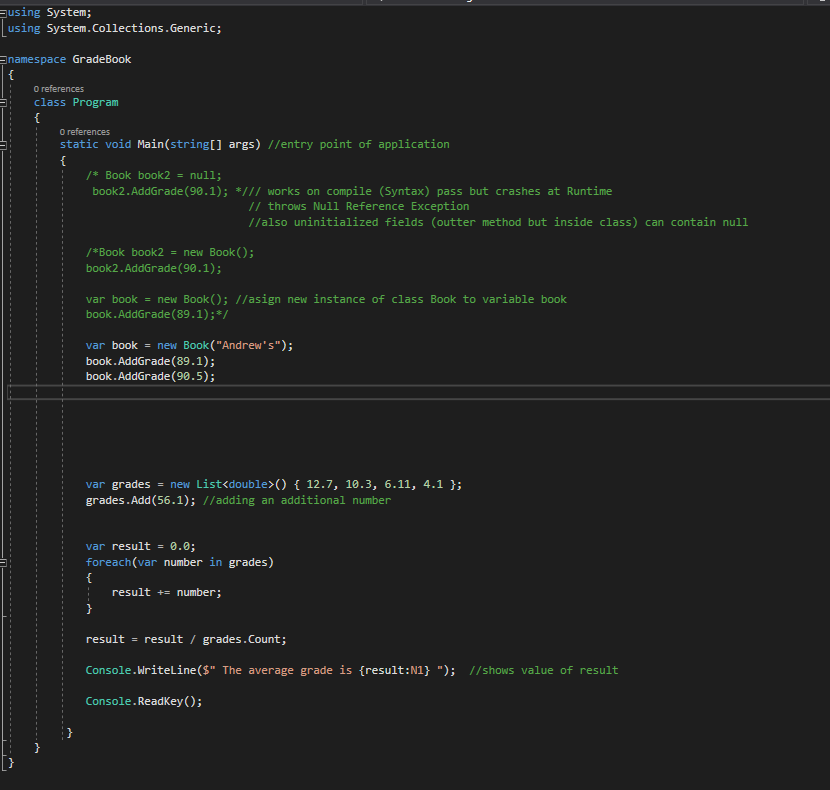 using System;
using System.Collections.Generic;
namespace GradeBook
{
0 references
class Program
{
0 references
static void Main(string[] args) //entry point of application
{
/* Book book2 = null;
book2.AddGrade(90.1); */// works on compile (Syntax) pass but crashes at Runtime
// throws Null Reference Exception
//also uninitialized fields (outter method but inside class) can contain null
/*Book book2 = new Book();
book2.AddGrade(90.1);
var book = new Book(); //asign new instance of class Book to variable book
book.AddGrade(89.1);*/
var book = new Book("Andrew's");
book.AddGrade(89.1);
book.AddGrade(90.5);
var grades = new List<double>() { 12.7, 10.3, 6.11, 4.1 };
grades.Add(56.1); //adding an additional number
var result = 0.0;
foreach(var number in grades)
{
result += number;
}
result = result / grades.Count;
Console.WriteLine($" The average grade is {result:N1} ");  //shows value of result
Console.ReadKey();
}
}
}